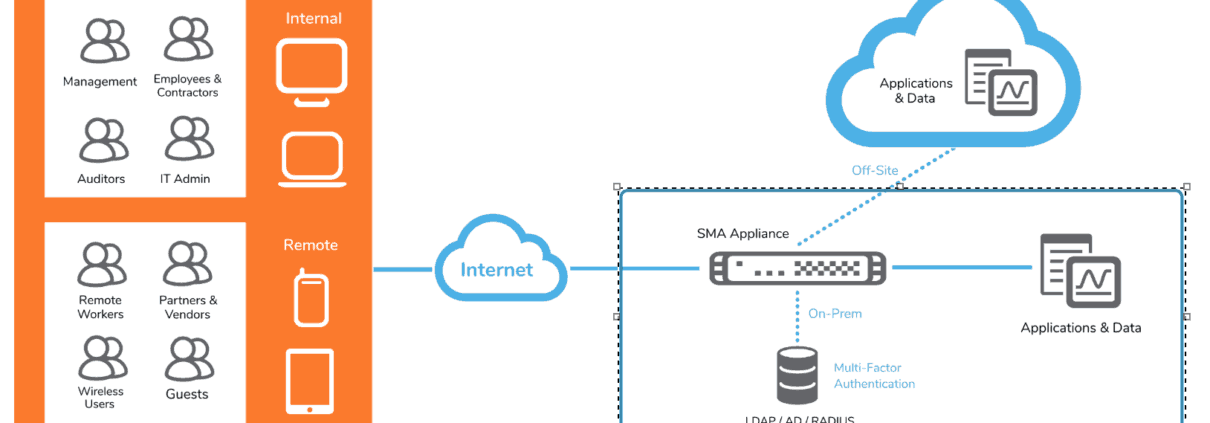 Internal
Management
Employees &
Contractors
Auditors
IT Admin
Remote
Remote
Workers
Partners &
Vendors
Wireless
Users
Guests
Internet
Applications
& Data
Off-Site
SMA Appliance
On-Prem
Applications & Data
Multi-Factor
Authentication
LDAP / AD / RADIUS